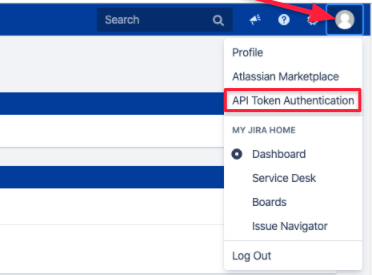 Search
Profile
Atlassian Marketplace
API Token Authentication
MY JIRA HOME
Dashboard
Service Desk
Boards
Issue Navigator
Log Out